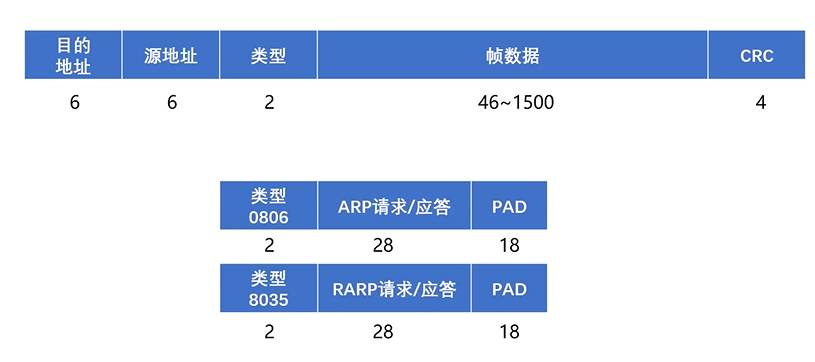 目的
地址
源地址
类型
帧数据
CRC
6
6
2
46~1500
4
类型
0806
ARP请求/应答
PAD
2
28
18
类型
8035
RARP请求/应答
PAD
2
28
18